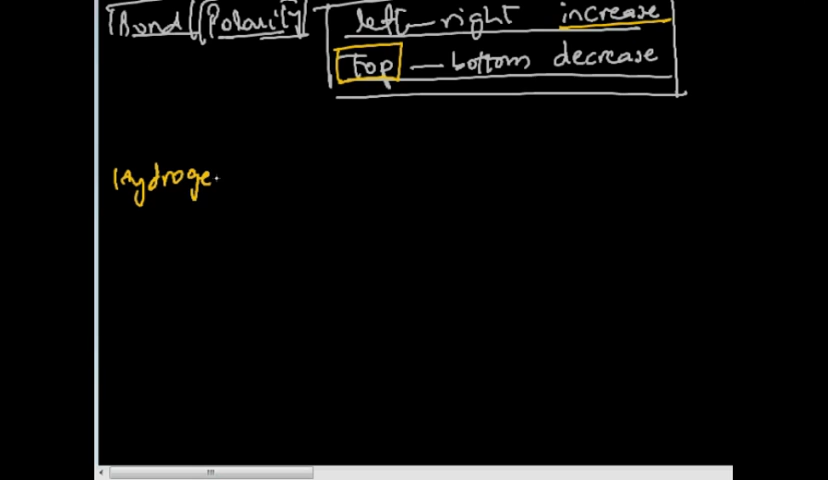 Bond Polarity left - right increase
Top - bottom decrease
Hydroge